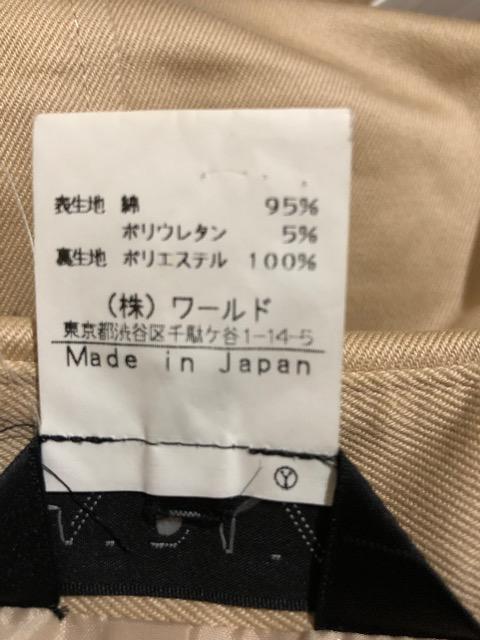 表生地 綿 95%
ポリウレタン 5%
裏生地 ポリエステル 100%
(株) ワールド
東京都渋谷区千駄ケ谷1-14-5
Made in Japan
Y